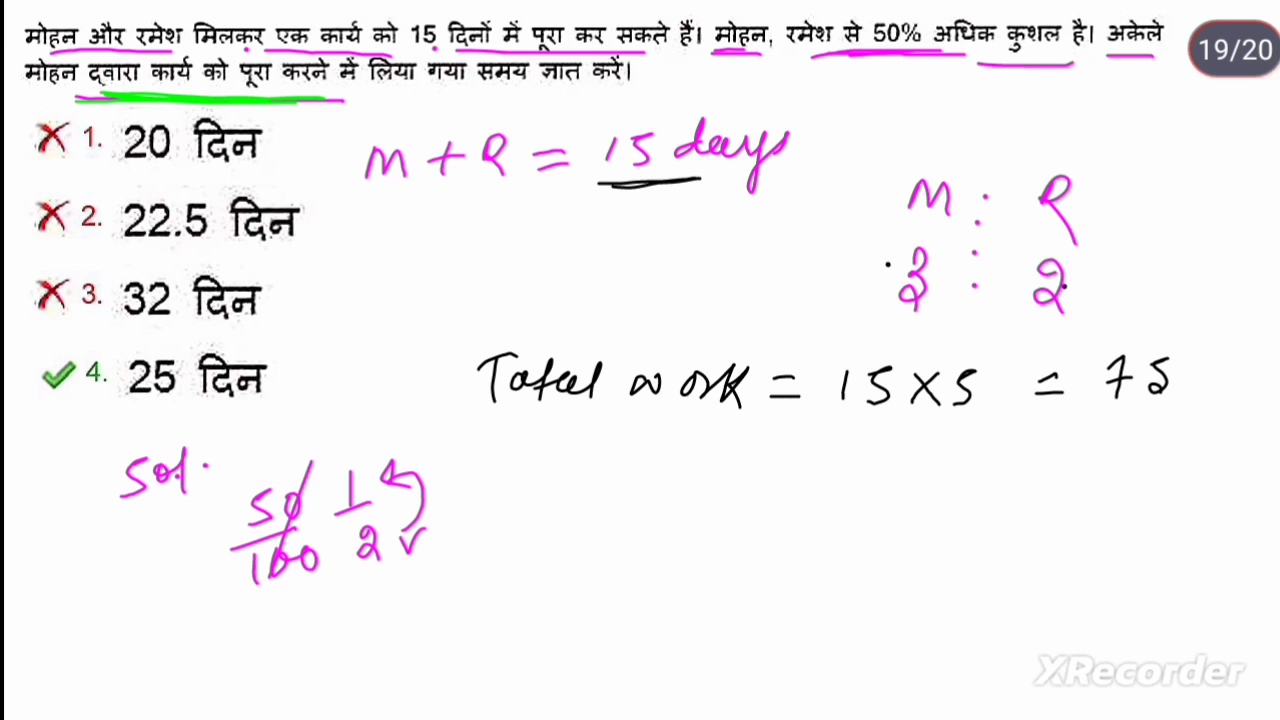 मोहन और रमेश मिलकर एक कार्य को 15 दिनों में पूरा कर सकते हैं। मोहन, रमेश से 50% अधिक कुशल है। अकेले
मोहन द्वारा कार्य को पूरा करने में लिया गया समय ज्ञात करें।
19/20
1. 20 दिन
2. 22.5 दिन
3. 32 दिन
4. 25 दिन
M + R = 15 days
M : R
3 : 2
Total work = 15 × 5 = 75
Sol.
50 1
100 2
XRecorder